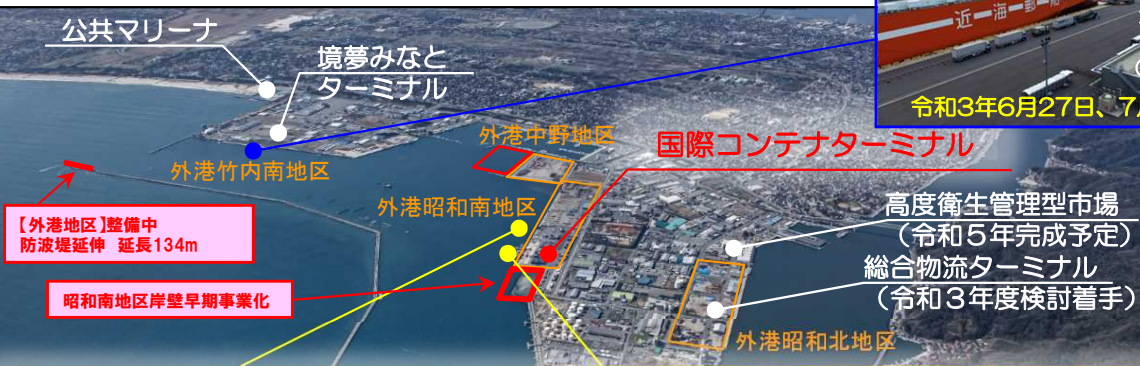 公共マリーナ
境夢みなと
ターミナル
近海郵船
令和3年6月27日、7
外港竹内南地区
外港中野地区
国際コンテナターミナル
外港昭和南地区
【外港地区】整備中
防波堤延伸 延長134m
昭和南地区岸壁早期事業化
高度衛生管理型市場
(令和5年完成予定)
総合物流ターミナル
(令和3年度検討着手)
外港昭和北地区